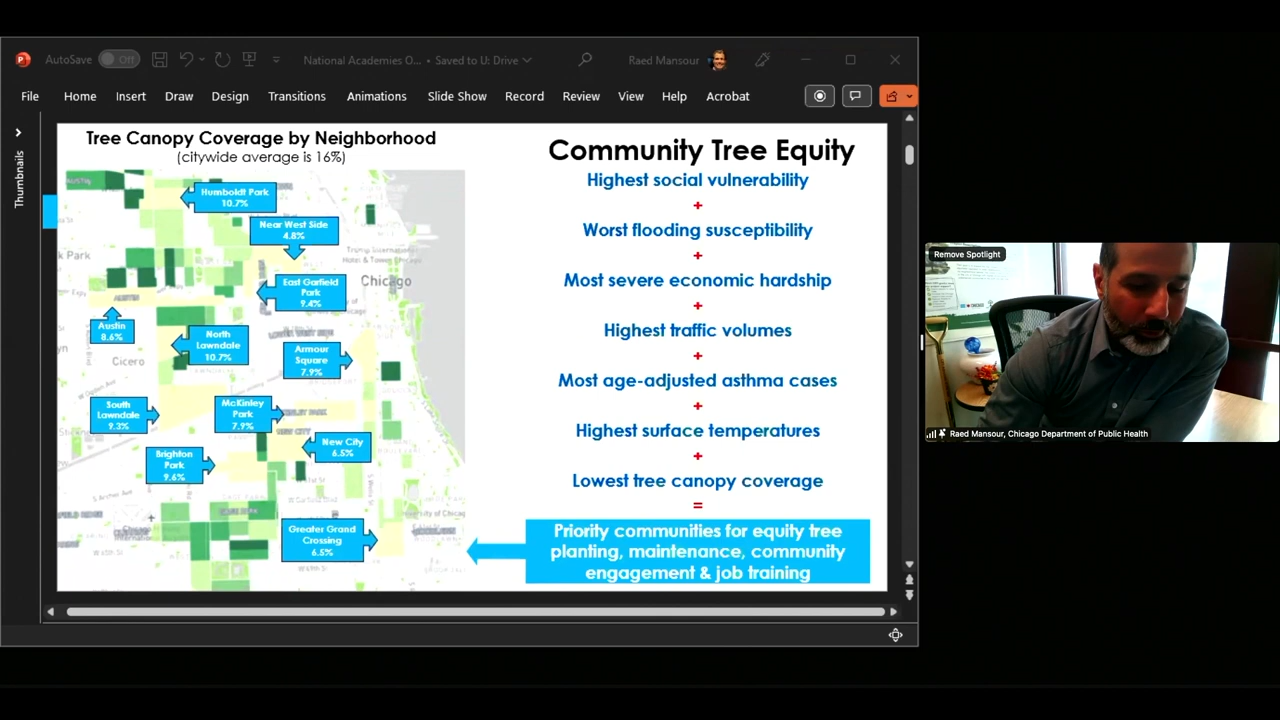 AutoSave
Off
National Academies O... • Saved to U: Drive
Raed Mansour
File
Home
Insert
Draw
Design
Transitions
Animations
Slide Show
Record
Review
View
Help
Acrobat
Thumbnails
Tree Canopy Coverage by Neighborhood
(citywide average is 16%)
Humboldt Park
10.7%
Near West Side
4.8%
East Garfield
Park
9.4%
Chicago
Austin
8.6%
North
Lawndale
10.7%
Cicero
Armour
Square
7.9%
South
Lawndale
9.3%
McKinley
Park
7.9%
New City
6.5%
Brighton
Park
9.6%
Greater Grand
Crossing
6.5%
Community Tree Equity
Highest social vulnerability
+
Worst flooding susceptibility
+
Most severe economic hardship
+
Highest traffic volumes
+
Most age-adjusted asthma cases
+
Highest surface temperatures
+
Lowest tree canopy coverage
=
Priority communities for equity tree
planting, maintenance, community
engagement & job training
Remove Spotlight
Raed Mansour, Chicago Department of Public Health